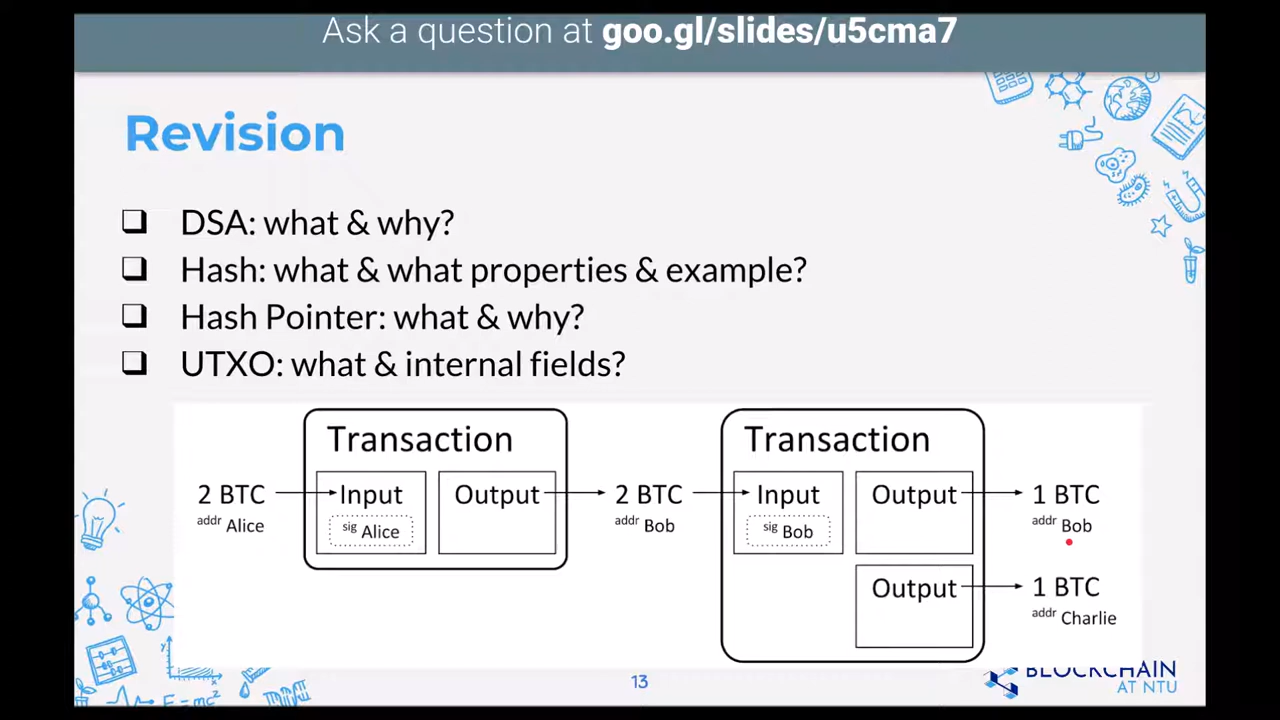 Ask a question at goo.gl/slides/u5cma7
Revision
DSA: what & why?
Hash: what & what properties & example?
Hash Pointer: what & why?
UTXO: what & internal fields?
Transaction
Transaction
2 BTC
Input
Output
2 BTC
Input
Output
1 BTC
addr Alice
sig Alice
addr Bob
sig Bob
addr Bob
Output
1 BTC
addr Charlie
13
BLOCKCHAIN
AT NTU
E=mc²
y
x